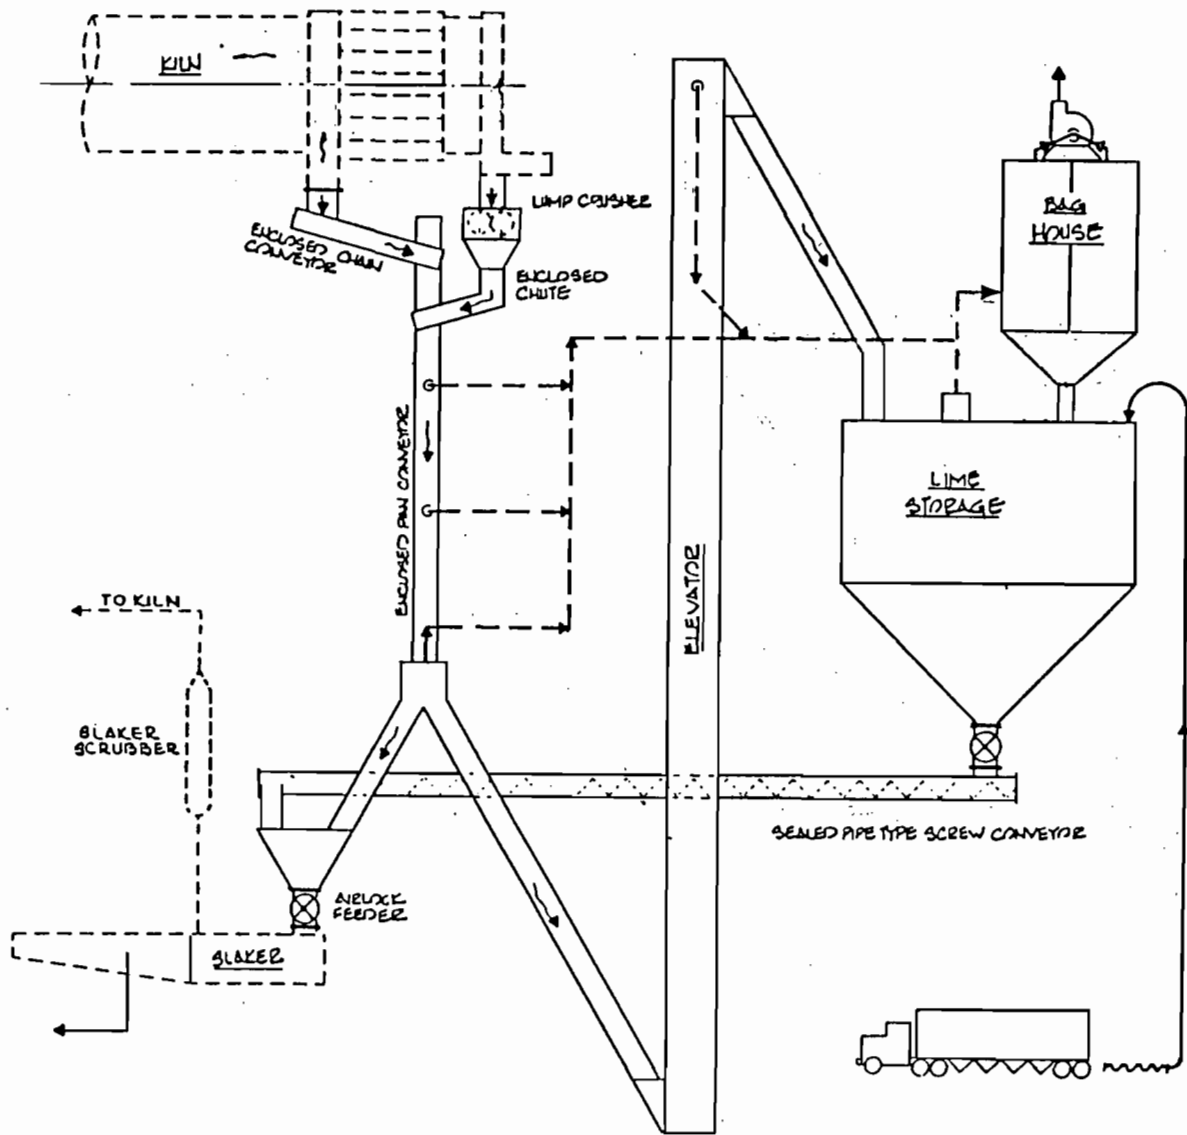 KILN
LUMP CRUSHER
ENCLOSED CHAIN
CONVEYOR
ENCLOSED
CHUTE
BAG
HOUSE
ENCLOSED PAN CONVEYOR
LIME
STORAGE
ELEVATOR
TO KILN
SLAKER
SCRUBBER
SEALED PIPE TYPE SCREW CONVEYOR
AIRLOCK
FEEDER
SLAKER